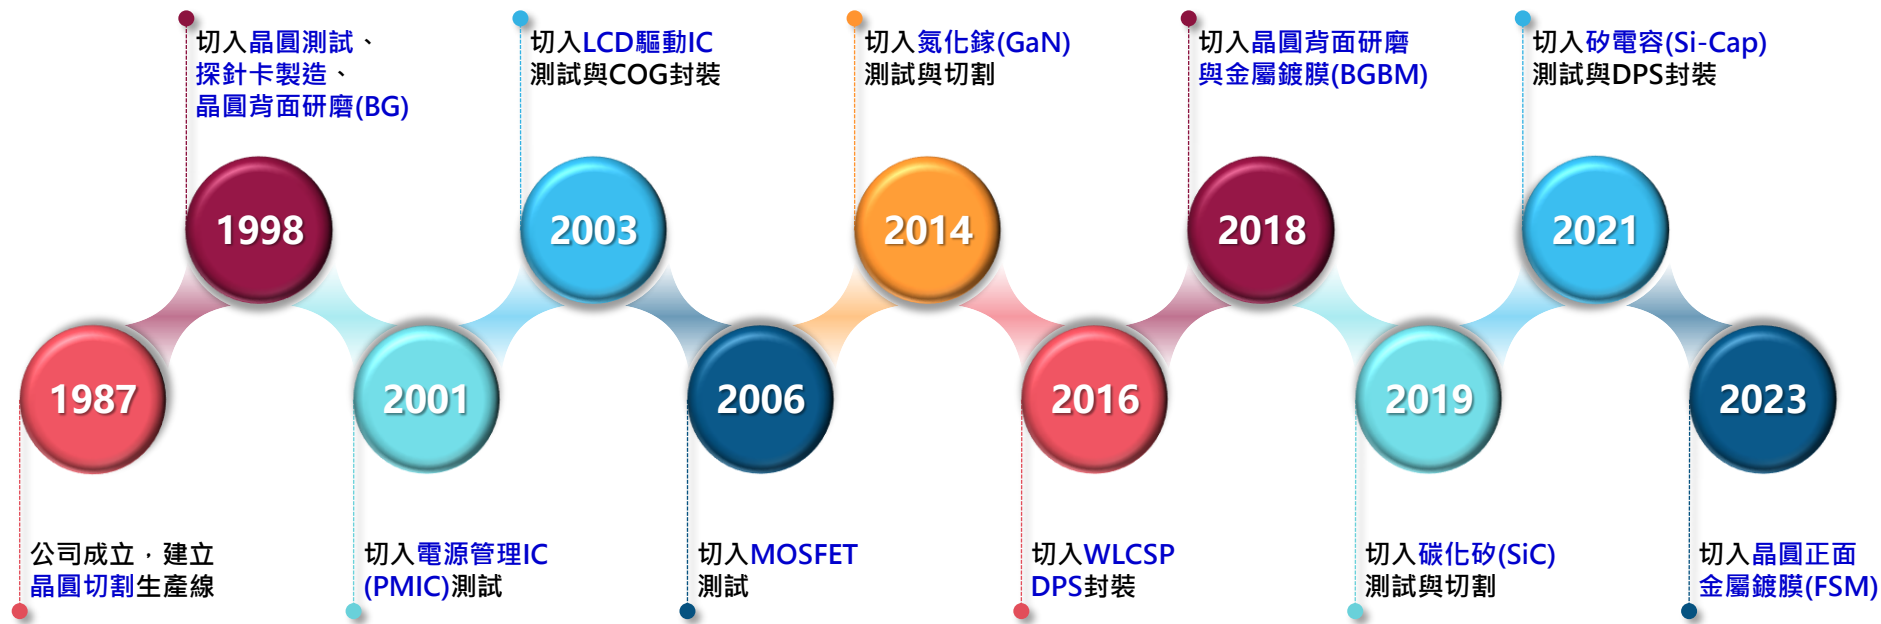 切入晶圓測試、
探針卡製造、
晶圓背面研磨(BG)
切入LCD驅動IC
測試與COG封裝
切入氮化鎵(GaN)
測試與切割
切入晶圓背面研磨
與金屬鍍膜(BGBM)
切入矽電容(Si-Cap)
測試與DPS封裝
1998
2003
2014
2018
2021
1987
2001
2006
2016
2019
2023
公司成立，建立
晶圓切割生產線
切入電源管理IC
(PMIC)測試
切入MOSFET
測試
切入WLCSP
DPS封裝
切入碳化矽(SiC)
測試與切割
切入晶圓正面
金屬鍍膜(FSM)